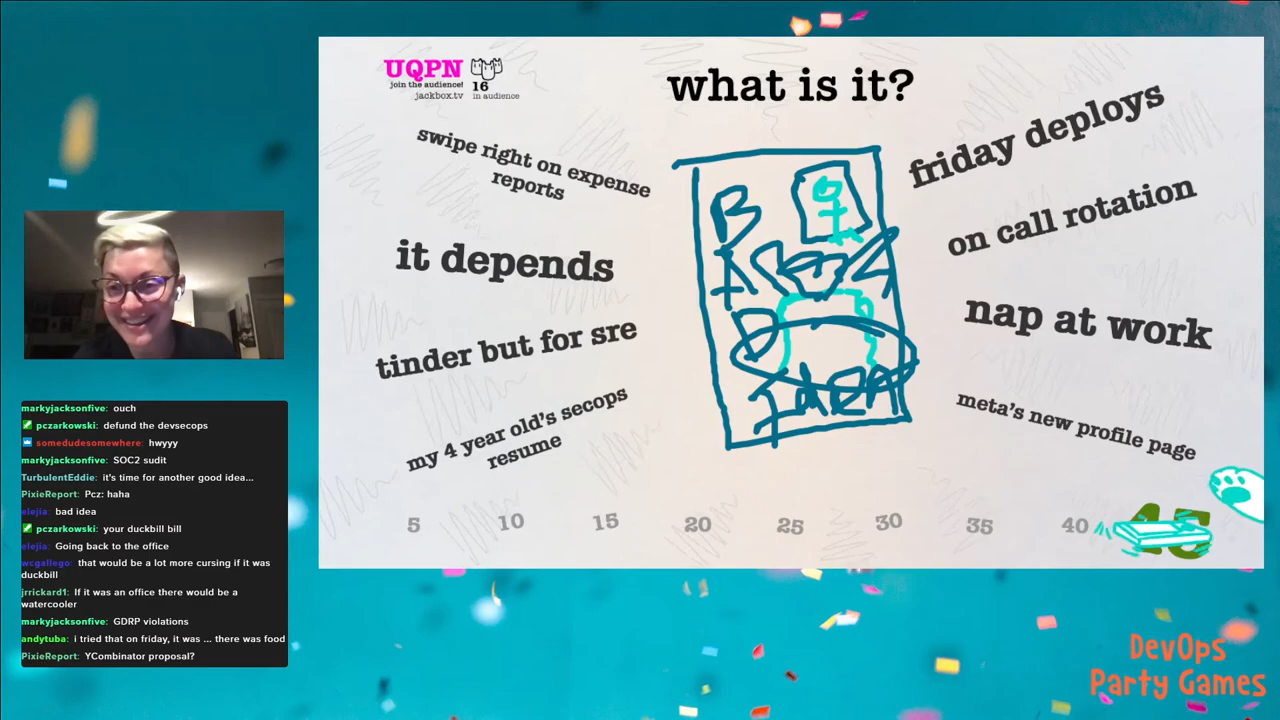 UQPN
join the audience!
jackbox.tv
16
in audience
what is it?
swipe right on expense
reports
it depends
tinder but for sre
my 4 year old's secops
resume
friday deploys
on call rotation
nap at work
meta's new profile page
B
D
5 10 15 20 25 30 35 40 45
markyjacksonfive: ouch
pczarkowski: defund the devsecops
somedudesomewhere: hwyyy
markyjacksonfive: SOC2 sudit
TurbulentEddie: it's time for another good idea...
PixieReport: Pcz: haha
elejia: bad idea
pczarkowski: your duckbill bill
elejia: Going back to the office
wcgallego: that would be a lot more cursing if it was
duckbill
jrrickard1: If it was an office there would be a
watercooler
markyjacksonfive: GDRP violations
andytuba: i tried that on friday, it was ... there was food
PixieReport: YCombinator proposal?
DevOps
Party Games